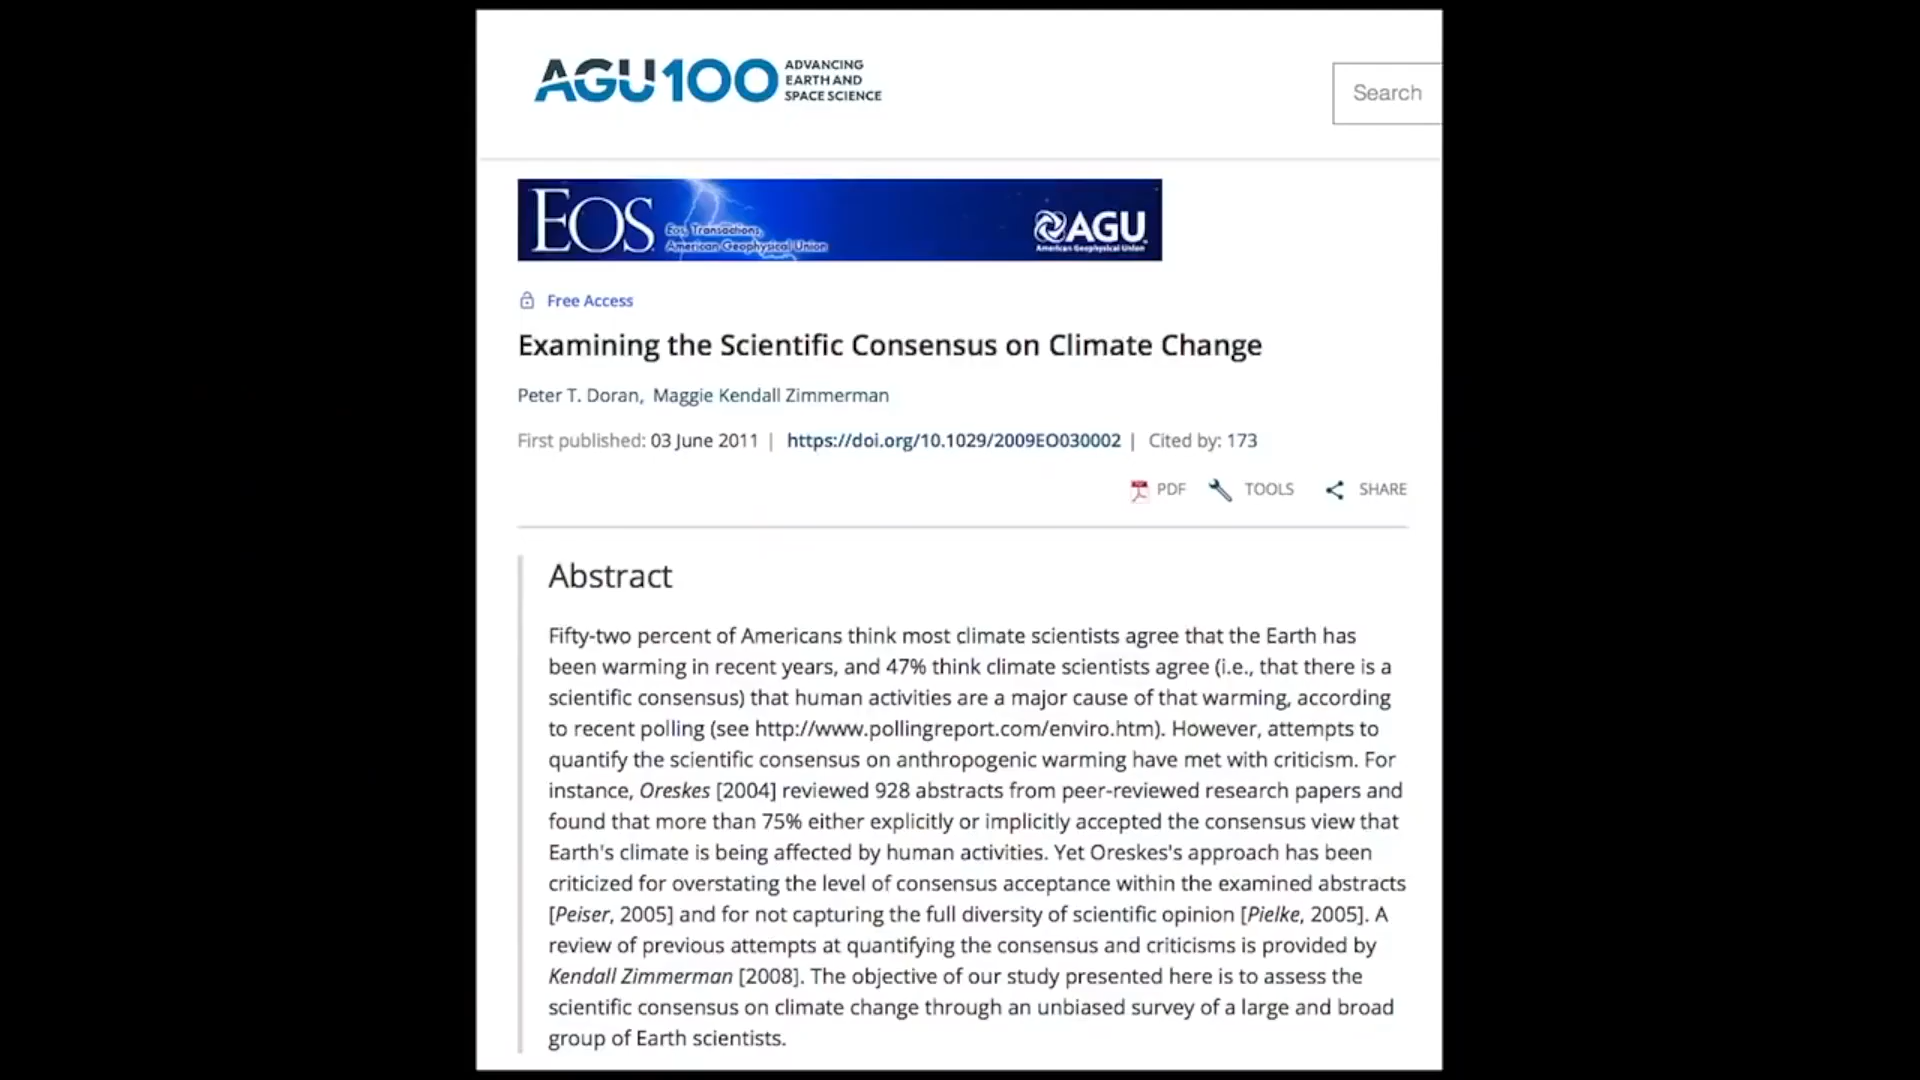 AGU100 ADVANCING
EARTH AND
SPACE SCIENCE
Search
EOS Eos, Transactions,
American Geophysical Union
AGU
American Geophysical Union
Free Access
Examining the Scientific Consensus on Climate Change
Peter T. Doran, Maggie Kendall Zimmerman
First published: 03 June 2011 | https://doi.org/10.1029/2009EO030002 | Cited by: 173
PDF TOOLS SHARE
Abstract
Fifty-two percent of Americans think most climate scientists agree that the Earth has
been warming in recent years, and 47% think climate scientists agree (i.e., that there is a
scientific consensus) that human activities are a major cause of that warming, according
to recent polling (see http://www.pollingreport.com/enviro.htm). However, attempts to
quantify the scientific consensus on anthropogenic warming have met with criticism. For
instance, Oreskes [2004] reviewed 928 abstracts from peer-reviewed research papers and
found that more than 75% either explicitly or implicitly accepted the consensus view that
Earth's climate is being affected by human activities. Yet Oreskes's approach has been
criticized for overstating the level of consensus acceptance within the examined abstracts
[Peiser, 2005] and for not capturing the full diversity of scientific opinion [Pielke, 2005]. A
review of previous attempts at quantifying the consensus and criticisms is provided by
Kendall Zimmerman [2008]. The objective of our study presented here is to assess the
scientific consensus on climate change through an unbiased survey of a large and broad
group of Earth scientists.